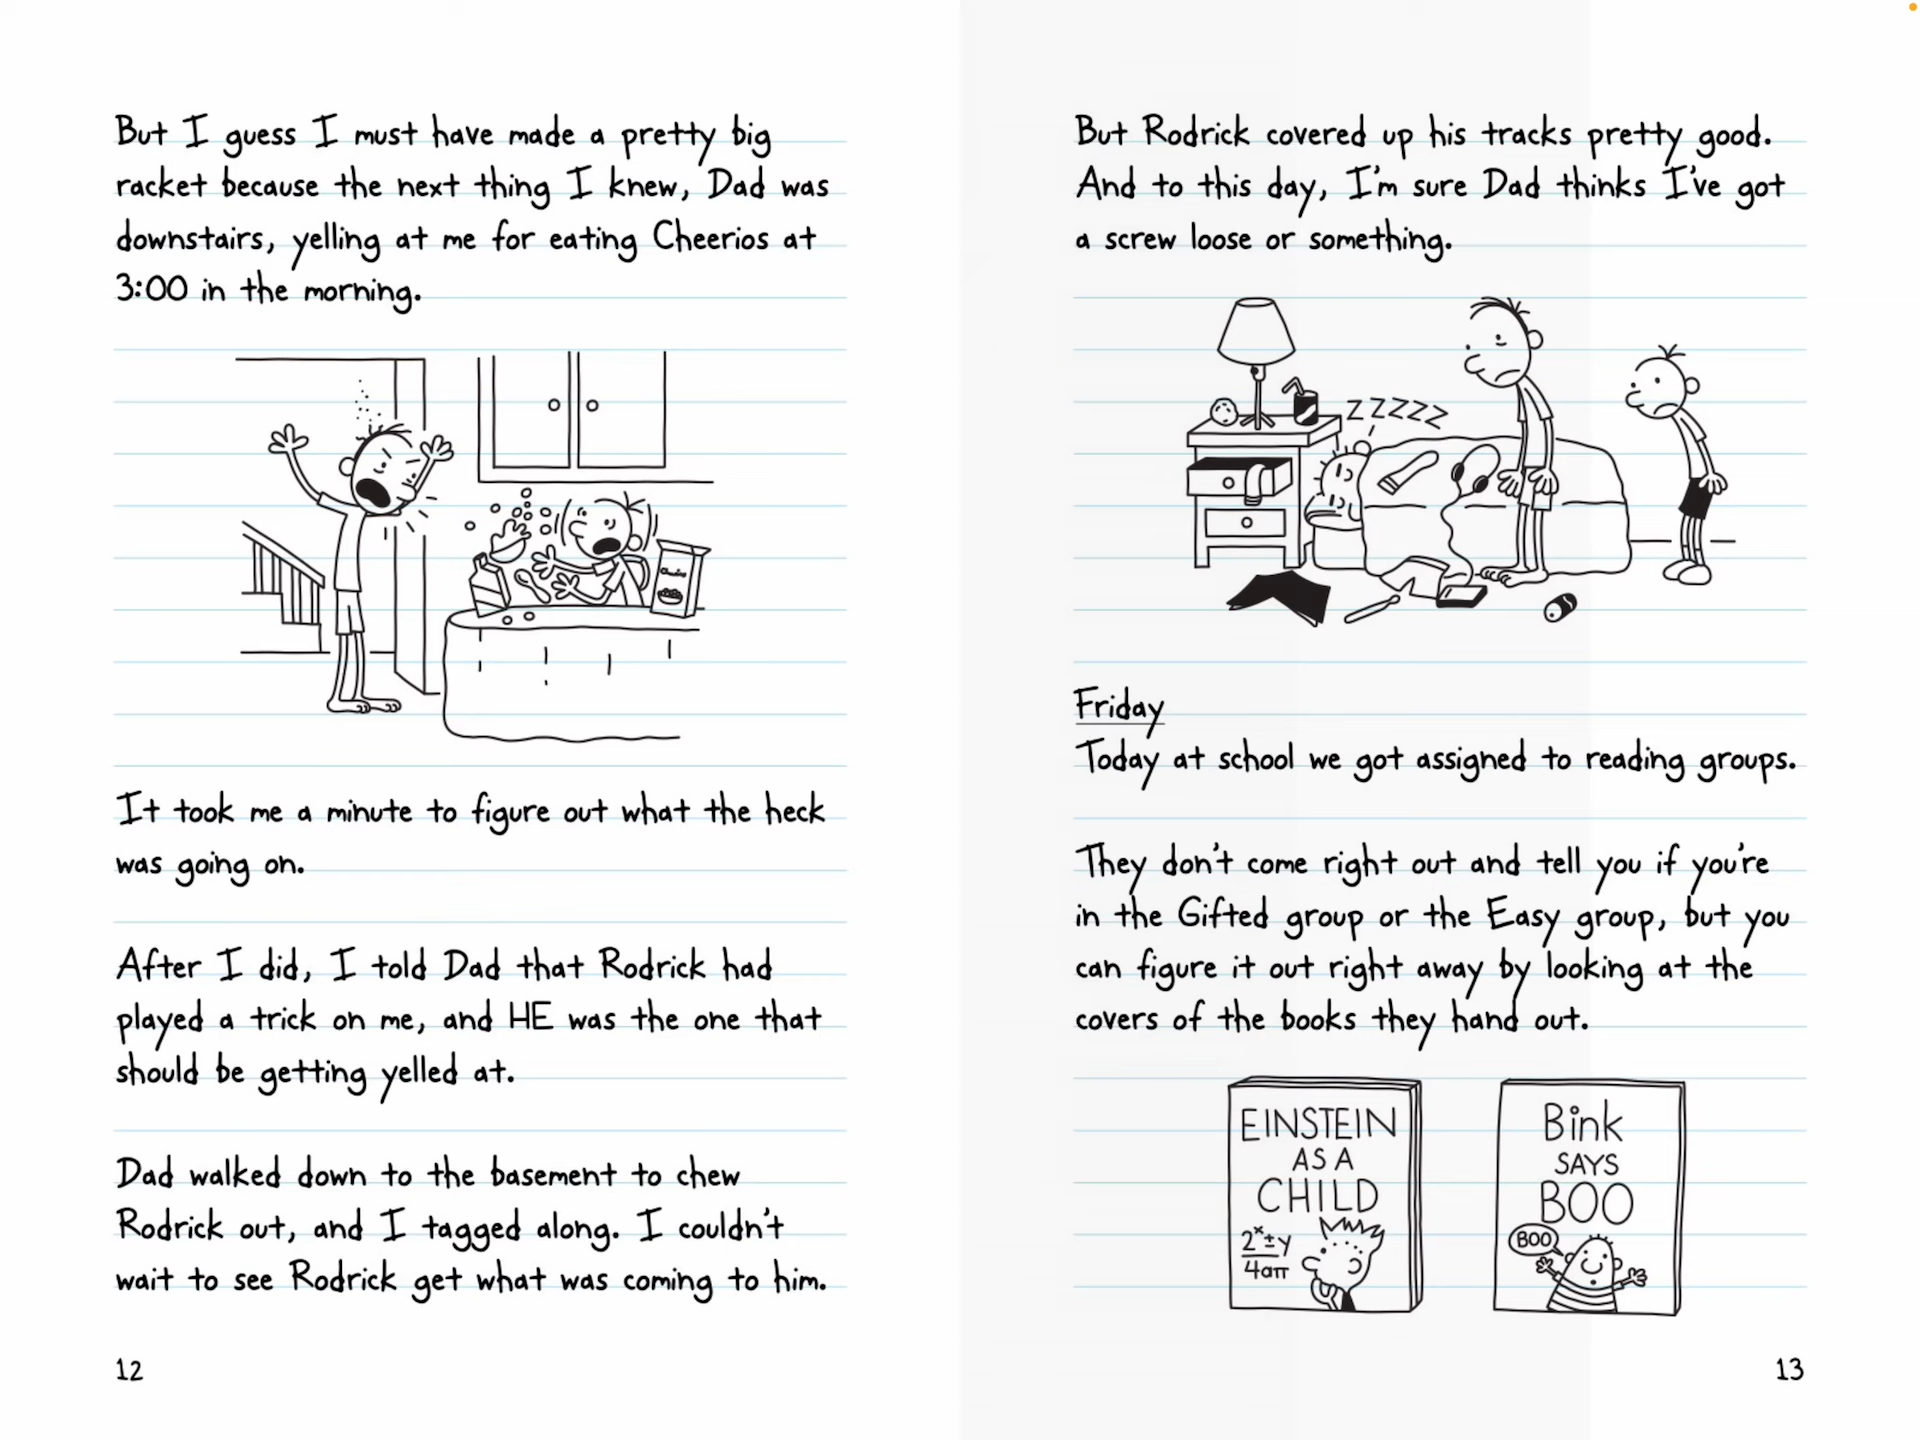 But I guess I must have made a pretty big
racket because the next thing I knew, Dad was
downstairs, yelling at me for eating Cheerios at
3:00 in the morning.
Cheerios
It took me a minute to figure out what the heck
was going on.
After I did, I told Dad that Rodrick had
played a trick on me, and HE was the one that
should be getting yelled at.
Dad walked down to the basement to chew
Rodrick out, and I tagged along. I couldn't
wait to see Rodrick get what was coming to him.
12
But Rodrick covered up his tracks pretty good.
And to this day, I'm sure Dad thinks I've got
a screw loose or something.
ZZZZZ
Friday
Today at school we got assigned to reading groups.
They don't come right out and tell you if you're
in the Gifted group or the Easy group, but you
can figure it out right away by looking at the
covers of the books they hand out.
EINSTEIN
AS A
CHILD
2ˣ±y
4aπ
Bink
SAYS
BOO
BOO
13